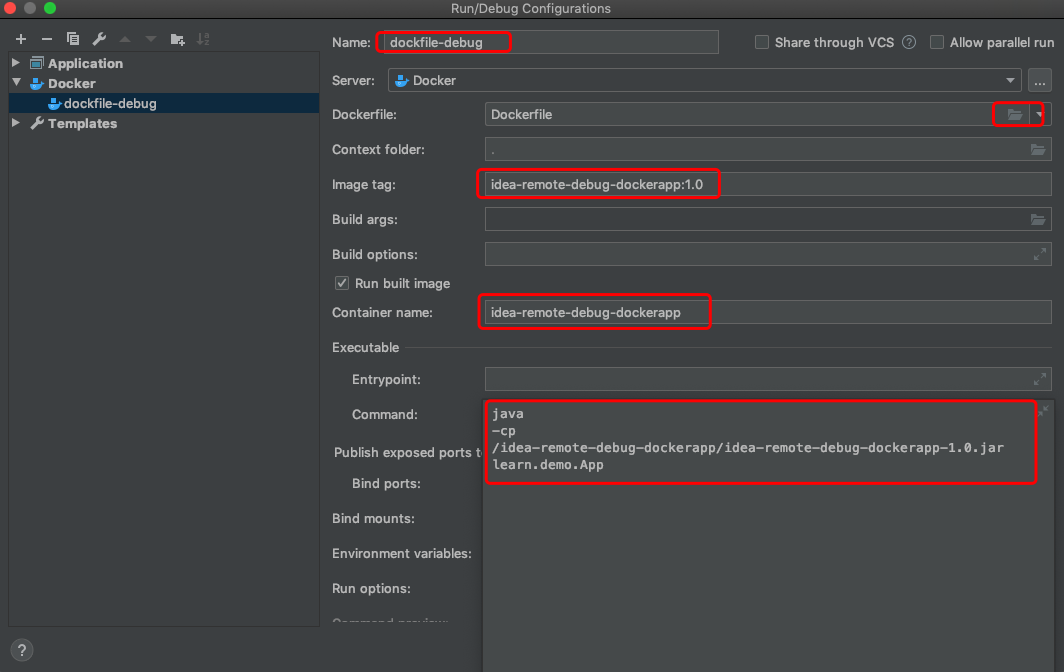 Run/Debug Configurations
Name: dockfile-debug
Share through VCS ?
Allow parallel run
Application
Docker
dockfile-debug
Templates
Server: Docker ...
Dockerfile: Dockerfile
Context folder: .
Image tag: idea-remote-debug-dockerapp:1.0
Build args:
Build options:
Run built image
Container name: idea-remote-debug-dockerapp
Executable
Entrypoint:
Command:
java
-cp
/idea-remote-debug-dockerapp/idea-remote-debug-dockerapp-1.0.jar
learn.demo.App
Publish exposed ports t
Bind ports:
Bind mounts:
Environment variables:
Run options:
?